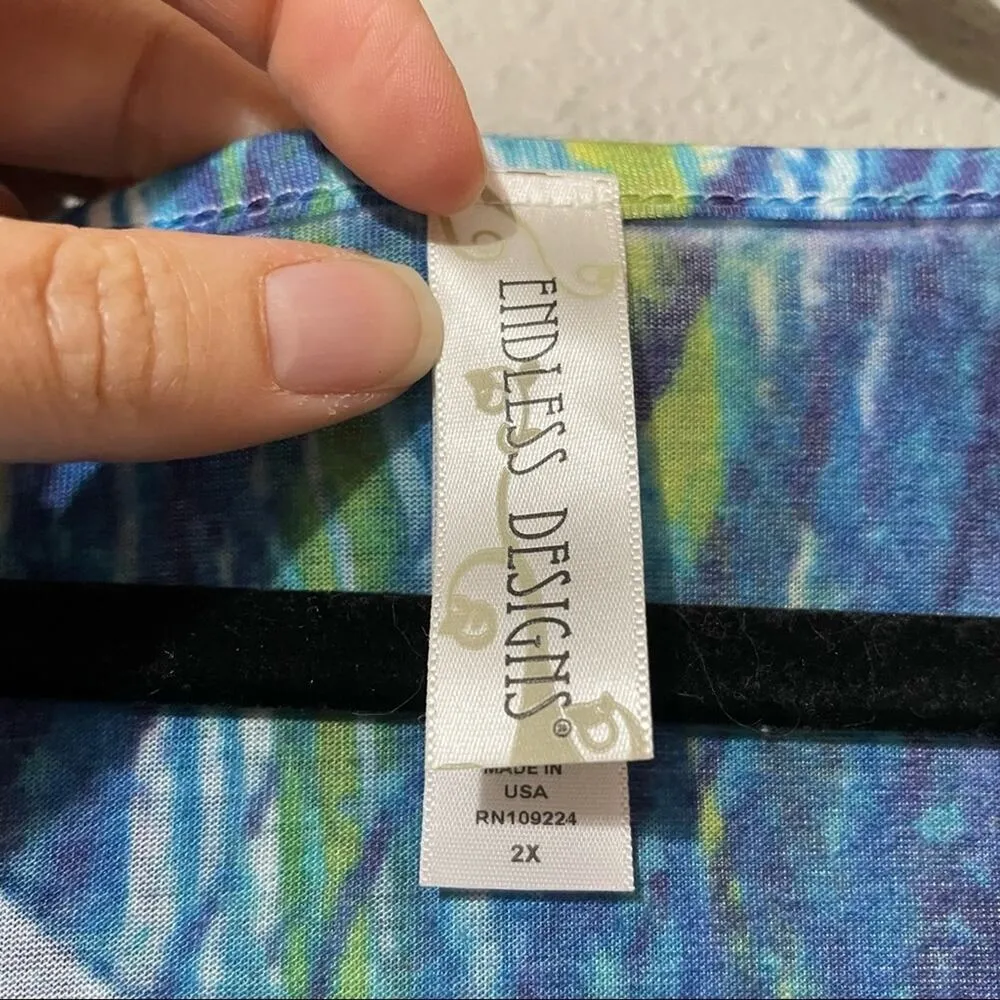 ENDLESS DESIGNS®
MADE IN
USA
RN109224
2X